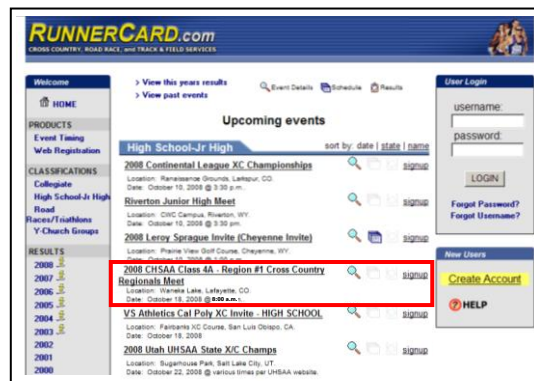 RUNNERCARD.com
CROSS COUNTRY, ROAD RACE, and TRACK & FIELD SERVICES
Welcome
HOME
PRODUCTS
Event Timing
Web Registration
CLASSIFICATIONS
Collegiate
High School-Jr High
Road
Races/Triathlons
Y-Church Groups
RESULTS
2008
2007
2006
2005
2004
2003
2002
2001
2000
> View this years results
> View past events
Event Details Schedule Results
Upcoming events
High School-Jr High sort by: date | state | name
2008 Continental League XC Championships signup
Location: Renaissance Grounds, Larkspur, CO.
Date: October 10, 2008 @ 3:30 p.m.
Riverton Junior High Meet signup
Location: CWC Campus, Riverton, WY.
Date: October 10, 2008 @ 3:30 p.m.
2008 Leroy Sprague Invite (Cheyenne Invite) signup
Location: Prairie View Golf Course, Cheyenne, WY.
2008 CHSAA Class 4A - Region #1 Cross Country signup
Regionals Meet
Location: Waneka Lake, Lafayette, CO.
Date: October 18, 2008 @ 8:00 a.m.
VS Athletics Cal Poly XC Invite - HIGH SCHOOL signup
Location: Fairbanks XC Course, San Luis Obispo, CA.
Date: October 18, 2008
2008 Utah UHSAA State X/C Champs signup
Location: Sugarhouse Park, Salt Lake City, UT.
Date: October 22, 2008 @ various times per UHSAA website.
User Login
username:
password:
LOGIN
Forgot Password?
Forgot Username?
New Users
Create Account
HELP